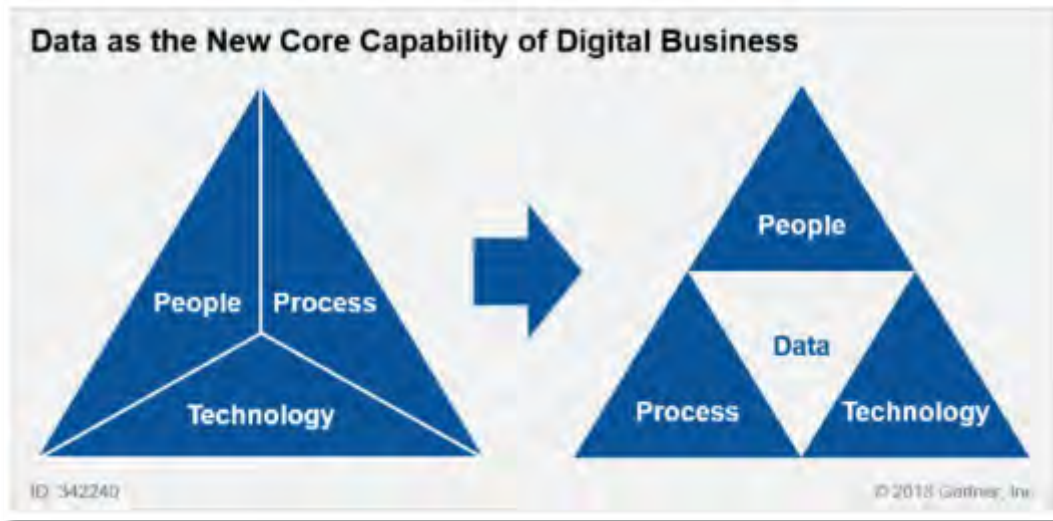 Data as the New Core Capability of Digital Business
People Process
Technology
People
Data
Process Technology
ID: 342240
© 2018 Gartner, Inc